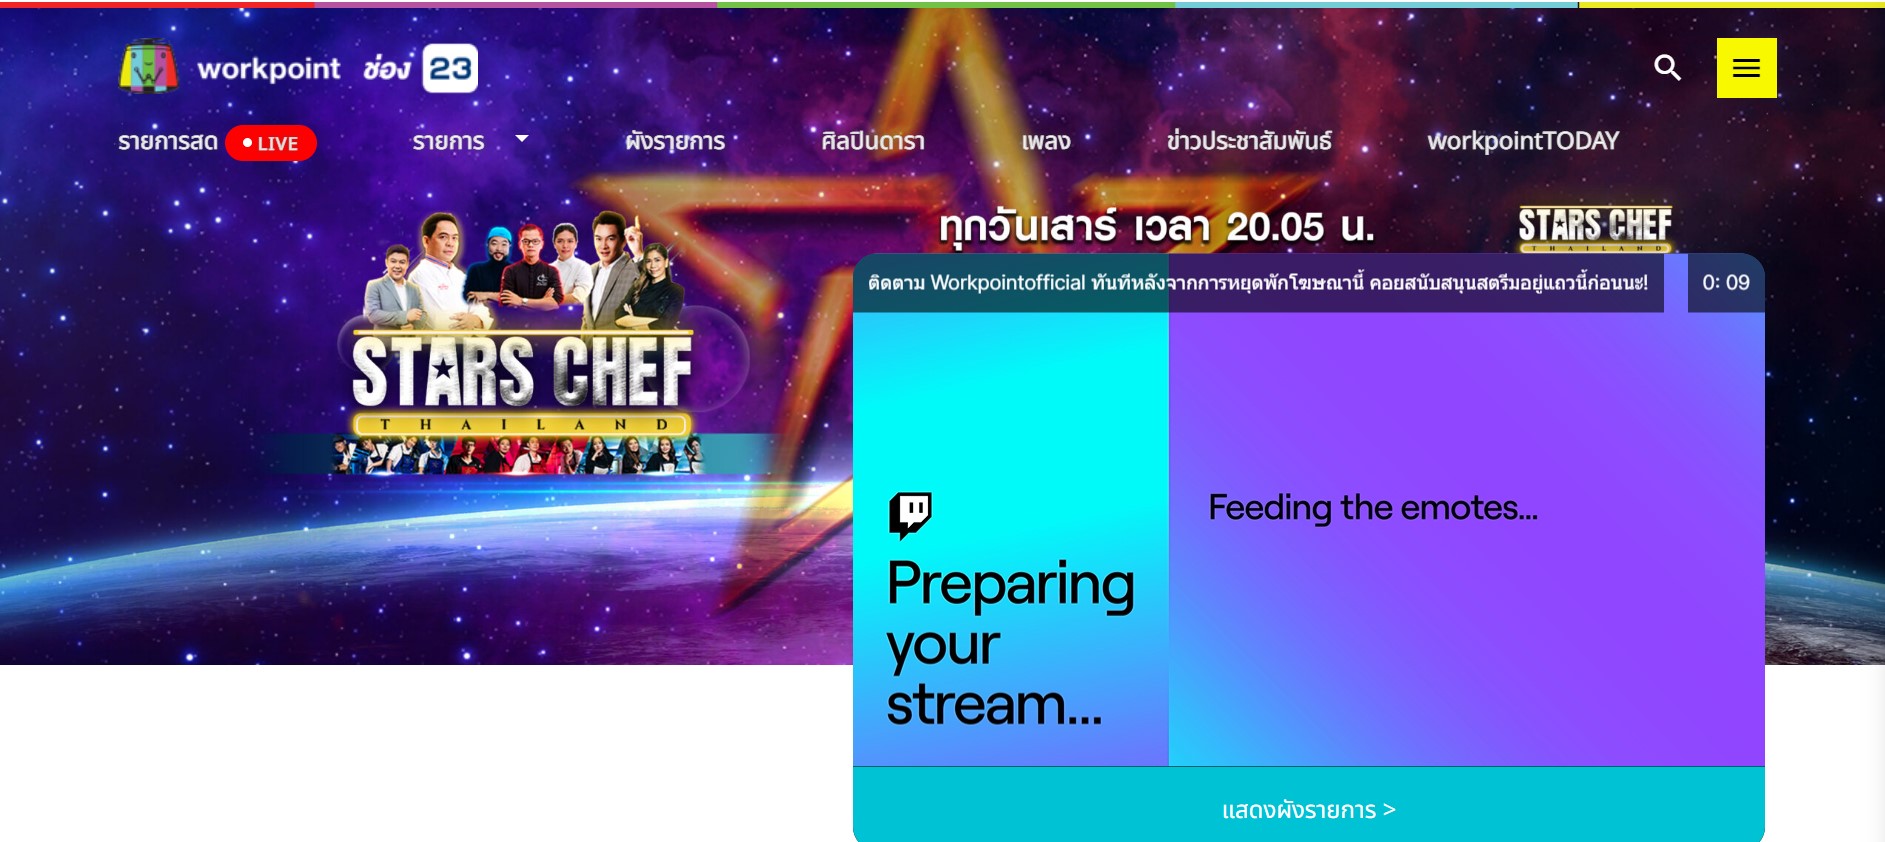 workpoint ช่อง 23
รายการสด LIVE รายการ ผังรายการ ศิลปินดารา เพลง ข่าวประชาสัมพันธ์ workpointTODAY
ทุกวันเสาร์ เวลา 20.05 น.
STARS CHEF
THAILAND
STARS CHEF
THAILAND
ติดตาม Workpointofficial ทันทีหลังจากการหยุดพักโฆษณานี้ คอยสนับสนุนสตรีมอยู่แถวนี้ก่อนนะ! 0: 09
Feeding the emotes...
Preparing
your
stream...
แสดงผังรายการ >